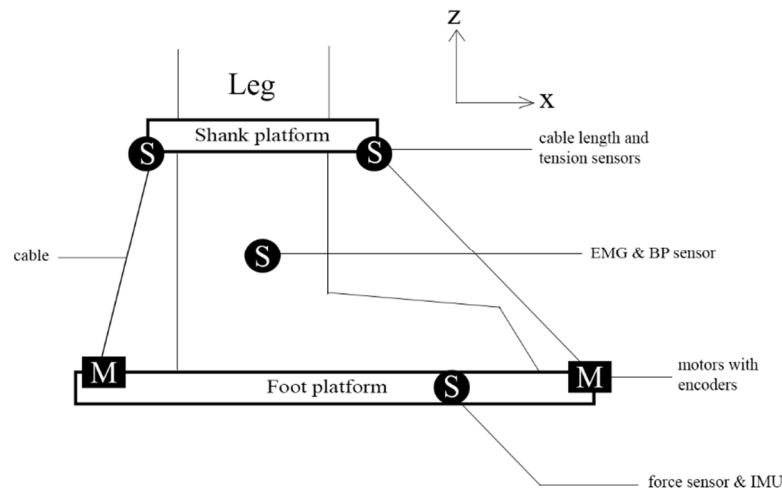 z
Leg
x
Shank platform
S
S
cable length and
tension sensors
S
EMG & BP sensor
cable
M
M
motors with
encoders
Foot platform
S
force sensor & IMU